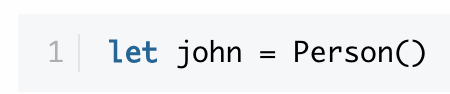 1 let john = Person()